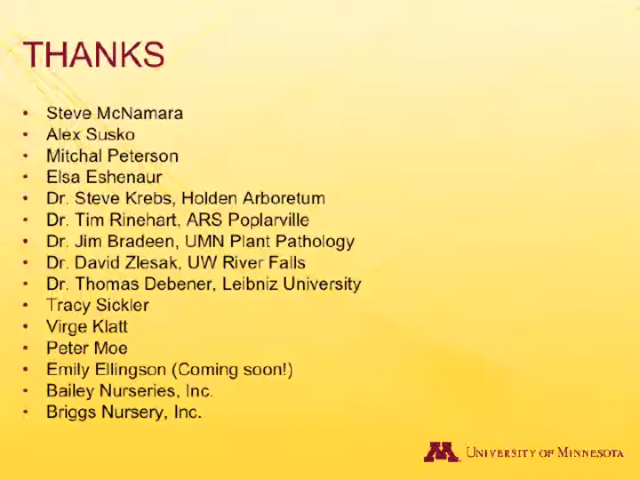 THANKS
• Steve McNamara
• Alex Susko
• Mitchal Peterson
• Elsa Eshenaur
• Dr. Steve Krebs, Holden Arboretum
• Dr. Tim Rinehart, ARS Poplarville
• Dr. Jim Bradeen, UMN Plant Pathology
• Dr. David Zlesak, UW River Falls
• Dr. Thomas Debener, Leibniz University
• Tracy Sickler
• Virge Klatt
• Peter Moe
• Emily Ellingson (Coming soon!)
• Bailey Nurseries, Inc.
• Briggs Nursery, Inc.
M University of Minnesota